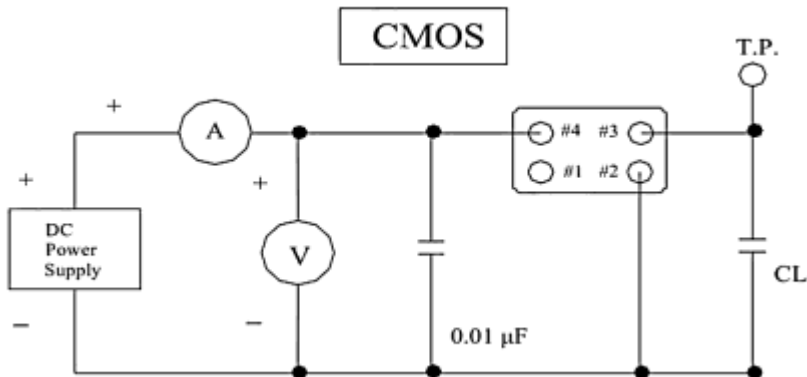 CMOS
T.P.
+
A
#4 #3
+
+
#1 #2
DC
Power
Supply
V
CL
−
−
0.01 µF